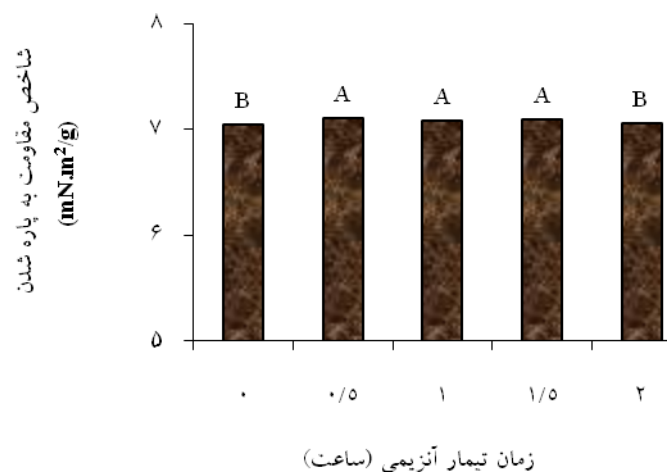 شاخص مقاومت به پاره شدن
(mN.m²/g)
۸
۷
۶
۵
B A A A B
۰ ۰/۵ ۱ ۱/۵ ۲
زمان تیمار آنزیمی (ساعت)